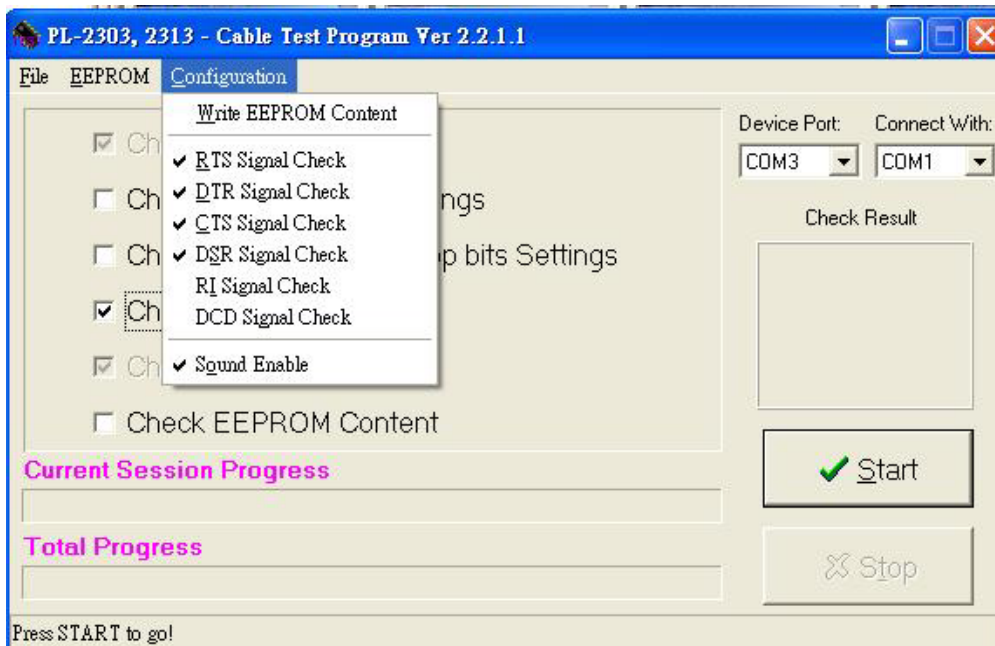 PL-2303, 2313 - Cable Test Program Ver 2.2.1.1
File EEPROM Configuration
Write EEPROM Content
RTS Signal Check
DTR Signal Check
CTS Signal Check
DSR Signal Check
RI Signal Check
DCD Signal Check
Sound Enable
bits Settings
Check EEPROM Content
Current Session Progress
Total Progress
Device Port: Connect With:
COM3 COM1
Check Result
Start
Stop
Press START to go!